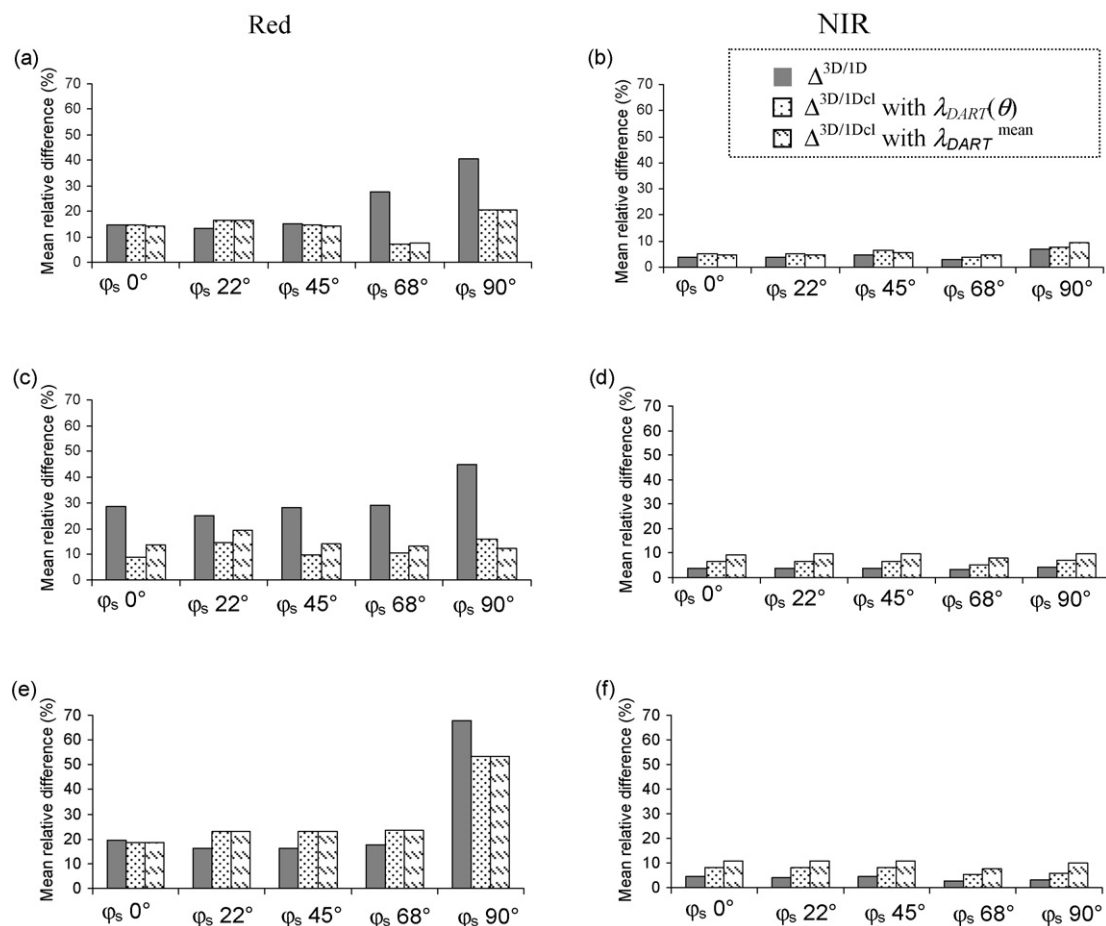 Red
NIR
(a)
Mean relative difference (%)
70
60
50
40
30
20
10
0
φs 0° φs 22° φs 45° φs 68° φs 90°
(b)
Mean relative difference (%)
70
60
50
40
30
20
10
0
φs 0° φs 22° φs 45° φs 68° φs 90°
Δ3D/1D
Δ3D/1Dcl with λDART(θ)
Δ3D/1Dcl with λDART mean
(c)
Mean relative difference (%)
70
60
50
40
30
20
10
0
φs 0° φs 22° φs 45° φs 68° φs 90°
(d)
Mean relative difference (%)
70
60
50
40
30
20
10
0
φs 0° φs 22° φs 45° φs 68° φs 90°
(e)
Mean relative difference (%)
70
60
50
40
30
20
10
0
φs 0° φs 22° φs 45° φs 68° φs 90°
(f)
Mean relative difference (%)
70
60
50
40
30
20
10
0
φs 0° φs 22° φs 45° φs 68° φs 90°